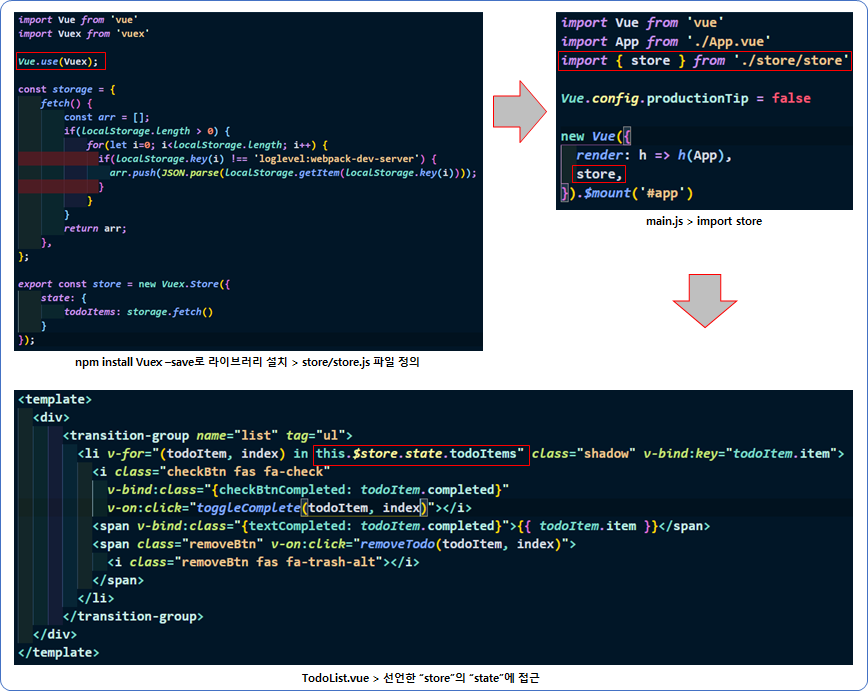 import Vue from 'vue'
import Vuex from 'vuex'
Vue.use(Vuex);
const storage = {
fetch() {
const arr = [];
if(localStorage.length > 0) {
for(let i=0; i<localStorage.length; i++) {
if(localStorage.key(i) !== 'loglevel:webpack-dev-server') {
arr.push(JSON.parse(localStorage.getItem(localStorage.key(i))));
}
}
}
return arr;
},
};
export const store = new Vuex.Store({
state: {
todoItems: storage.fetch()
}
});
npm install Vuex –save로 라이브러리 설치 > store/store.js 파일 정의
import Vue from 'vue'
import App from './App.vue'
import { store } from './store/store'
Vue.config.productionTip = false
new Vue({
render: h => h(App),
store,
}).$mount('#app')
main.js > import store
<template>
<div>
<transition-group name="list" tag="ul">
<li v-for="(todoItem, index) in this.$store.state.todoItems" class="shadow" v-bind:key="todoItem.item">
<i class="checkBtn fas fa-check"
v-bind:class="{checkBtnCompleted: todoItem.completed}"
v-on:click="toggleComplete(todoItem, index)"></i>
<span v-bind:class="{textCompleted: todoItem.completed}">{{ todoItem.item }}</span>
<span class="removeBtn" v-on:click="removeTodo(todoItem, index)">
<i class="removeBtn fas fa-trash-alt"></i>
</span>
</li>
</transition-group>
</div>
</template>
TodoList.vue > 선언한 “store”의 “state”에 접근